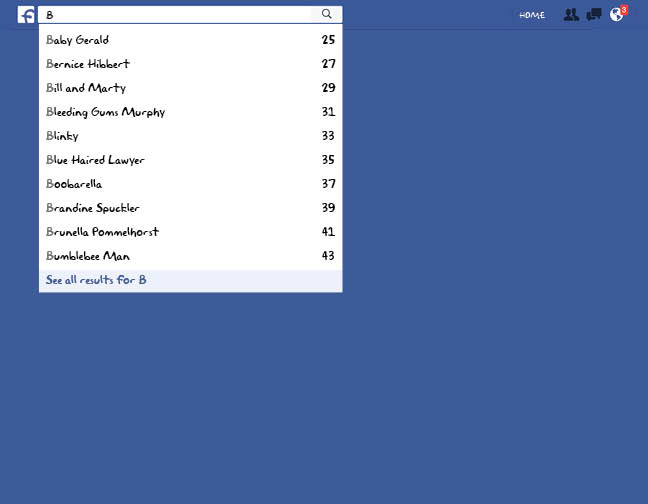 f B HOME 3
Baby Gerald 25
Bernice Hibbert 27
Bill and Marty 29
Bleeding Gums Murphy 31
Blinky 33
Blue Haired Lawyer 35
Boobarella 37
Brandine Spuckler 39
Brunella Pommelhorst 41
Bumblebee Man 43
See all results for B